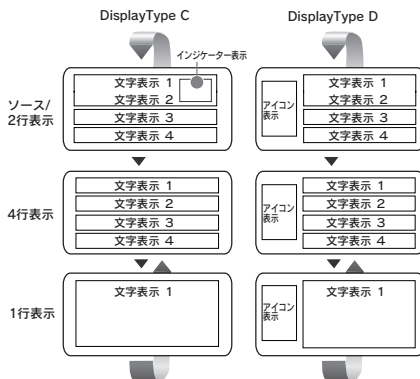 DisplayType C
DisplayType D
インジケーター表示
ソース/
2行表示
文字表示 1
文字表示 2
文字表示 3
文字表示 4
アイコン
表示
文字表示 1
文字表示 2
文字表示 3
文字表示 4
4行表示
文字表示 1
文字表示 2
文字表示 3
文字表示 4
アイコン
表示
文字表示 1
文字表示 2
文字表示 3
文字表示 4
1行表示
文字表示 1
アイコン
表示
文字表示 1